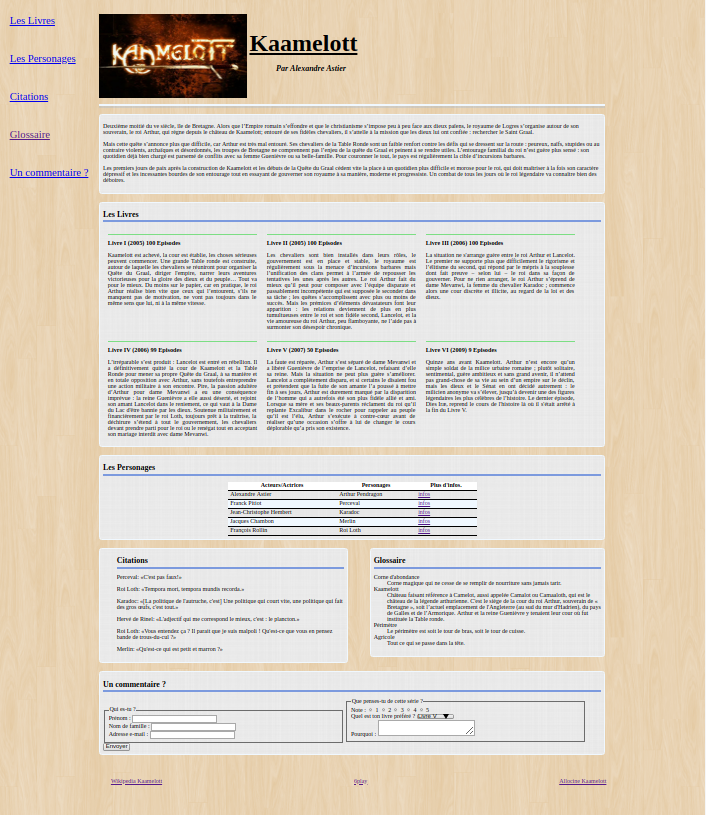 Les Livres
Les Personages
Citations
Glossaire
Un commentaire ?
KAAMELOTT
Kaamelott
Par Alexandre Astier
Deuxième moitié du ve siècle, île de Bretagne. Alors que l'Empire romain s'effondre et que le christianisme s'impose peu à peu face aux dieux païens, le royaume de Logres s'organise autour de son
souverain, le roi Arthur, qui règne depuis le château de Kaamelott; entouré de ses fidèles chevaliers, il s'attelle à la mission que les dieux lui ont confiée : rechercher le Saint Graal.
Mais cette quête s'annonce plus que difficile, car Arthur est très mal entouré. Ses chevaliers de la Table Ronde sont un faible renfort contre les défis qui se dressent sur la route : peureux, naïfs, stupides ou au
contraire violents, archaïques et désordonnés, les troupes de Bretagne ne comprennent pas l'enjeu de la quête du Graal et peinent à se rendre utiles. L'entourage familial du roi n'est guère plus sensé : son
quotidien déjà bien chargé est parsemé de conflits avec sa femme Guenièvre ou sa belle-famille. Pour couronner le tout, le pays est régulièrement la cible d'incursions barbares.
Les premiers jours de paix après la construction de Kaamelott et les débuts de la Quête du Graal cèdent vite la place à un quotidien plus difficile et morose pour le roi, qui doit maîtriser à la fois son caractère
dépressif et les incessantes bourdes de son entourage tout en essayant de gouverner son royaume à sa manière, moderne et progressiste. Un combat de tous les jours où le roi légendaire va connaître bien des
déboires.
Les Livres
Livre I (2005) 100 Episodes
Kaamelott est achevé, la cour est établie, les choses sérieuses
peuvent commencer. Une grande Table ronde est construite,
autour de laquelle les chevaliers se réuniront pour organiser la
Quête du Graal, diriger l'empire, narrer leurs aventures
victorieuses pour la gloire des dieux et du peuple… Tout va
pour le mieux. Du moins sur le papier, car en pratique, le roi
Arthur réalise bien vite que ceux qui l'entourent, s'ils ne
manquent pas de motivation, ne vont pas toujours dans le
même sens que lui, ni à la même vitesse.
Livre II (2005) 100 Episodes
Les chevaliers sont bien installés dans leurs rôles, le
gouvernement est en place et stable, le royaume est
régulièrement sous la menace d'incursions barbares mais
l'unification des clans permet à l'armée de repousser les
tentatives les unes après les autres. Le roi Arthur fait du
mieux qu'il peut pour composer avec l'équipe disparate et
passablement incompétente qui est supposée le seconder dans
sa tâche ; les quêtes s'accomplissent avec plus ou moins de
succès. Mais les prémices d'éléments dévastateurs font leur
apparition : les relations deviennent de plus en plus
tumultueuses entre le roi et son fidèle second, Lancelot, et la
vie amoureuse du roi Arthur, peu flamboyante, ne l'aide pas à
surmonter son désespoir chronique.
Livre III (2006) 100 Episodes
La situation ne s'arrange guère entre le roi Arthur et Lancelot.
Le premier ne supporte plus que difficilement le rigorisme et
l'élitisme du second, qui répond par le mépris à la souplesse
dont fait preuve – selon lui – le roi dans sa façon de
gouverner. Pour ne rien arranger, le roi Arthur s'éprend de
dame Mevanwi, la femme du chevalier Karadoc ; commence
alors une cour discrète et illicite, au regard de la loi et des
dieux.
Livre IV (2006) 99 Episodes
L'irréparable s'est produit : Lancelot est entré en rébellion. Il
a définitivement quitté la cour de Kaamelott et la Table
Ronde pour mener sa propre Quête du Graal, à sa manière et
en totale opposition avec Arthur, sans toutefois entreprendre
une action militaire à son encontre. Pire, la passion adultère
d'Arthur pour dame Mevanwi a eu une conséquence
imprévue : la reine Guenièvre a elle aussi déserté, et rejoint
son amant Lancelot dans le reniement, ce qui vaut à la Dame
du Lac d'être bannie par les dieux. Soutenue militairement et
financièrement par le roi Loth, toujours prêt à la traîtrise, la
déchirure s'étend à tout le gouvernement, les chevaliers
devant prendre parti pour le roi ou le renégat tout en acceptant
son mariage interdit avec dame Mevanwi.
Livre V (2007) 50 Episodes
La faute est réparée, Arthur s'est séparé de dame Mevanwi et
a libéré Guenièvre de l'emprise de Lancelot, refaisant d'elle
sa reine. Mais la situation ne peut plus guère s'améliorer.
Lancelot a complètement disparu, et si certains le disaient fou
et prétendent que la fuite de son amante l'a poussé à mettre
fin à ses jours, Arthur est durement marqué par la disparition
de l'homme qui a autrefois été son plus fidèle allié et ami.
Lorsque sa mère et ses beaux-parents réclament du roi qu'il
replante Excalibur dans le rocher pour rappeler au peuple
qu'il est l'élu, Arthur s'exécute à contre-cœur avant de
réaliser qu'une occasion s'offre à lui de changer le cours
déplorable qu'a pris son existence.
Livre VI (2009) 9 Episodes
Quinze ans avant Kaamelott. Arthur n'est encore qu'un
simple soldat de la milice urbaine romaine ; plutôt solitaire,
sentimental, guère ambitieux et sans grand avenir, il n'attend
pas grand-chose de sa vie au sein d'un empire sur le déclin,
mais les dieux et le Sénat en ont décidé autrement : le
milicien anonyme va s'élever, jusqu'à devenir une des figures
légendaires les plus célèbres de l'histoire. Le dernier épisode,
Dies Irae, reprend le cours de l'histoire là où il s'était arrêté à
la fin du Livre V.
Les Personages
Acteurs/Actrices Personages Plus d'infos.
Alexandre Astier Arthur Pendragon infos
Franck Pitiot Perceval infos
Jean-Christophe Hembert Karadoc infos
Jacques Chambon Merlin infos
François Rollin Roi Loth infos
Citations
Perceval: «C'est pas faux!»
Roi Loth: «Tempora mori, tempora mundis recorda.»
Karadoc: «[La politique de l'autruche, c'est] Une politique qui court vite, une politique qui fait
des gros œufs, c'est tout.»
Hervé de Rinel: «L'adjectif qui me correspond le mieux, c'est : le plancton.»
Roi Loth: «Vous entendez ça ? Il paraît que je suis malpoli ! Qu'est-ce que vous en pensez
bande de trous-du-cul ?»
Merlin: «Qu'est-ce qui est petit et marron ?»
Glossaire
Corne d'abondance
Corne magique qui ne cesse de se remplir de nourriture sans jamais tarir.
Kaamelott
Château faisant référence à Camelot, aussi appelée Camalot ou Camaaloth, qui est le
château de la légende arthurienne. C'est le siège de la cour du roi Arthur, souverain de «
Bretagne », soit l'actuel emplacement de l'Angleterre (au sud du mur d'Hadrien), du pays
de Galles et de l'Armorique. Arthur et la reine Guenièvre y tenaient leur cour où fut
instituée la Table ronde.
Périmètre
Le périmètre est soit le tour de bras, soit le tour de cuisse.
Agricole
Tout ce qui se passe dans la tête.
Un commentaire ?
Qui es-tu ?
Prénom :
Nom de famille :
Adresse e-mail :
Envoyer
Que penses-tu de cette série ?
Note : 1 2 3 4 5
Quel est ton livre préféré ? Livre V
Pourquoi :
Wikipedia Kaamelott 6play Allocine Kaamelott